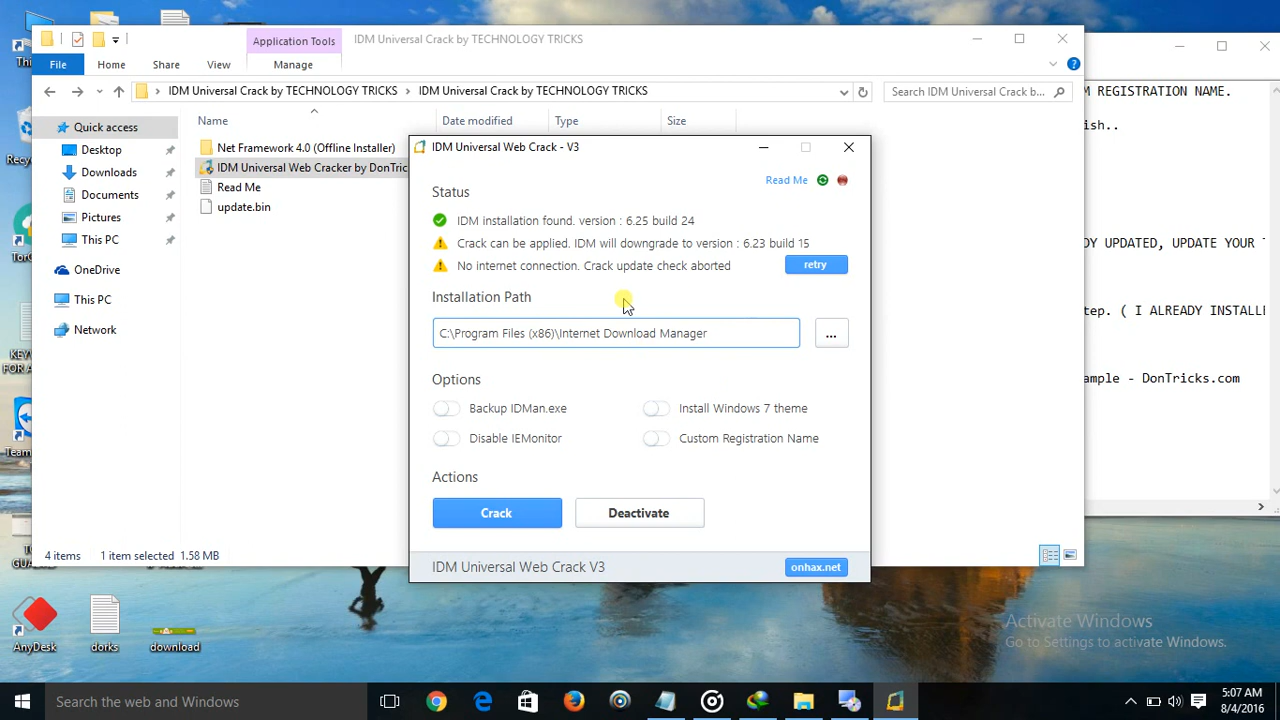 Application Tools
IDM Universal Crack by TECHNOLOGY TRICKS
File
Home
Share
View
Manage
IDM Universal Crack by TECHNOLOGY TRICKS
IDM Universal Crack by TECHNOLOGY TRICKS
Search IDM Universal Crack b...
M REGISTRATION NAME.
ish..
DY UPDATED, UPDATE YOUR
tep. ( I ALREADY INSTALL
ample - DonTricks.com
Name
Date modified
Type
Size
Quick access
Desktop
Downloads
Documents
Pictures
This PC
OneDrive
This PC
Network
Net Framework 4.0 (Offline Installer)
IDM Universal Web Cracker by DonTric
Read Me
update.bin
IDM Universal Web Crack - V3
Read Me
Status
IDM installation found. version : 6.25 build 24
Crack can be applied. IDM will downgrade to version : 6.23 build 15
No internet connection. Crack update check aborted
retry
Installation Path
C:\Program Files (x86)\Internet Download Manager
...
Options
Backup IDMan.exe
Install Windows 7 theme
Disable IEMonitor
Custom Registration Name
Actions
Crack
Deactivate
IDM Universal Web Crack V3
onhax.net
4 items
1 item selected 1.58 MB
AnyDesk
dorks
download
Activate Windows
Go to Settings to activate Windows.
Search the web and Windows
5:07 AM
8/4/2016